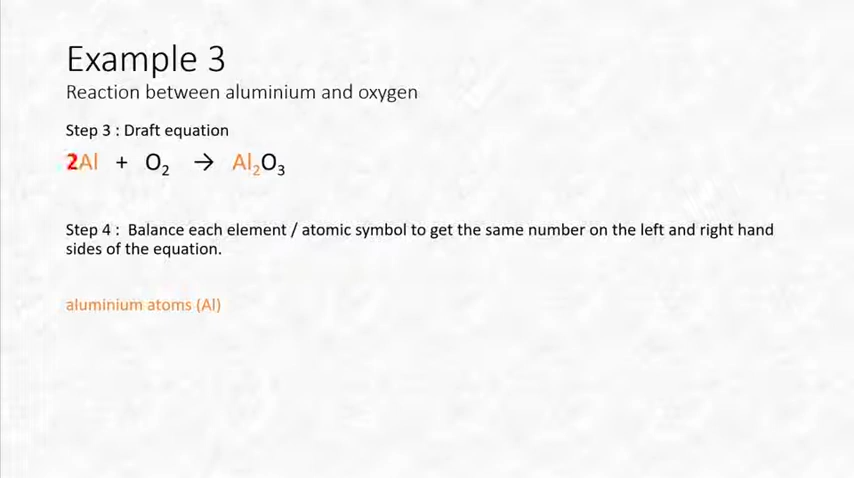 Example 3
Reaction between aluminium and oxygen
Step 3 : Draft equation
2Al + O₂ → Al₂O₃
Step 4 : Balance each element / atomic symbol to get the same number on the left and right hand
sides of the equation.
aluminium atoms (Al)